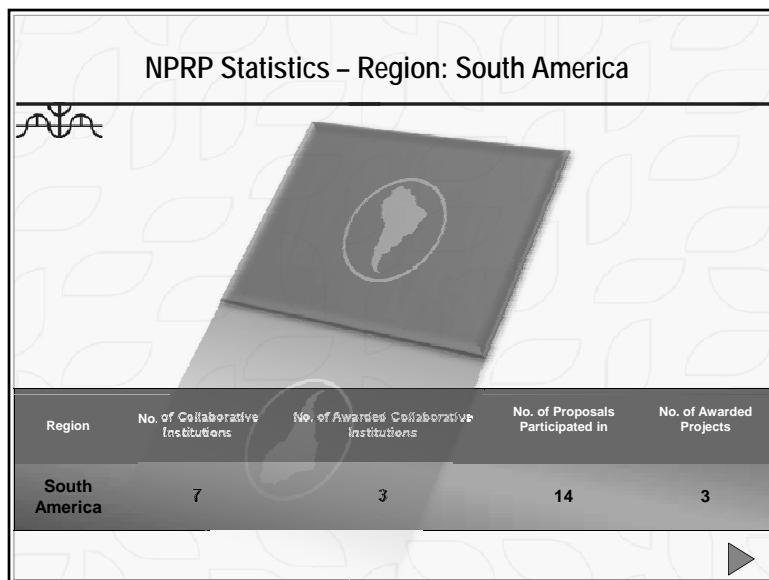 NPRP Statistics – Region: South America
Region
No. of Collaborative
Institutions
No. of Awarded Collaborative
Institutions
No. of Proposals
Participated in
No. of Awarded
Projects
South
America
7
3
14
3